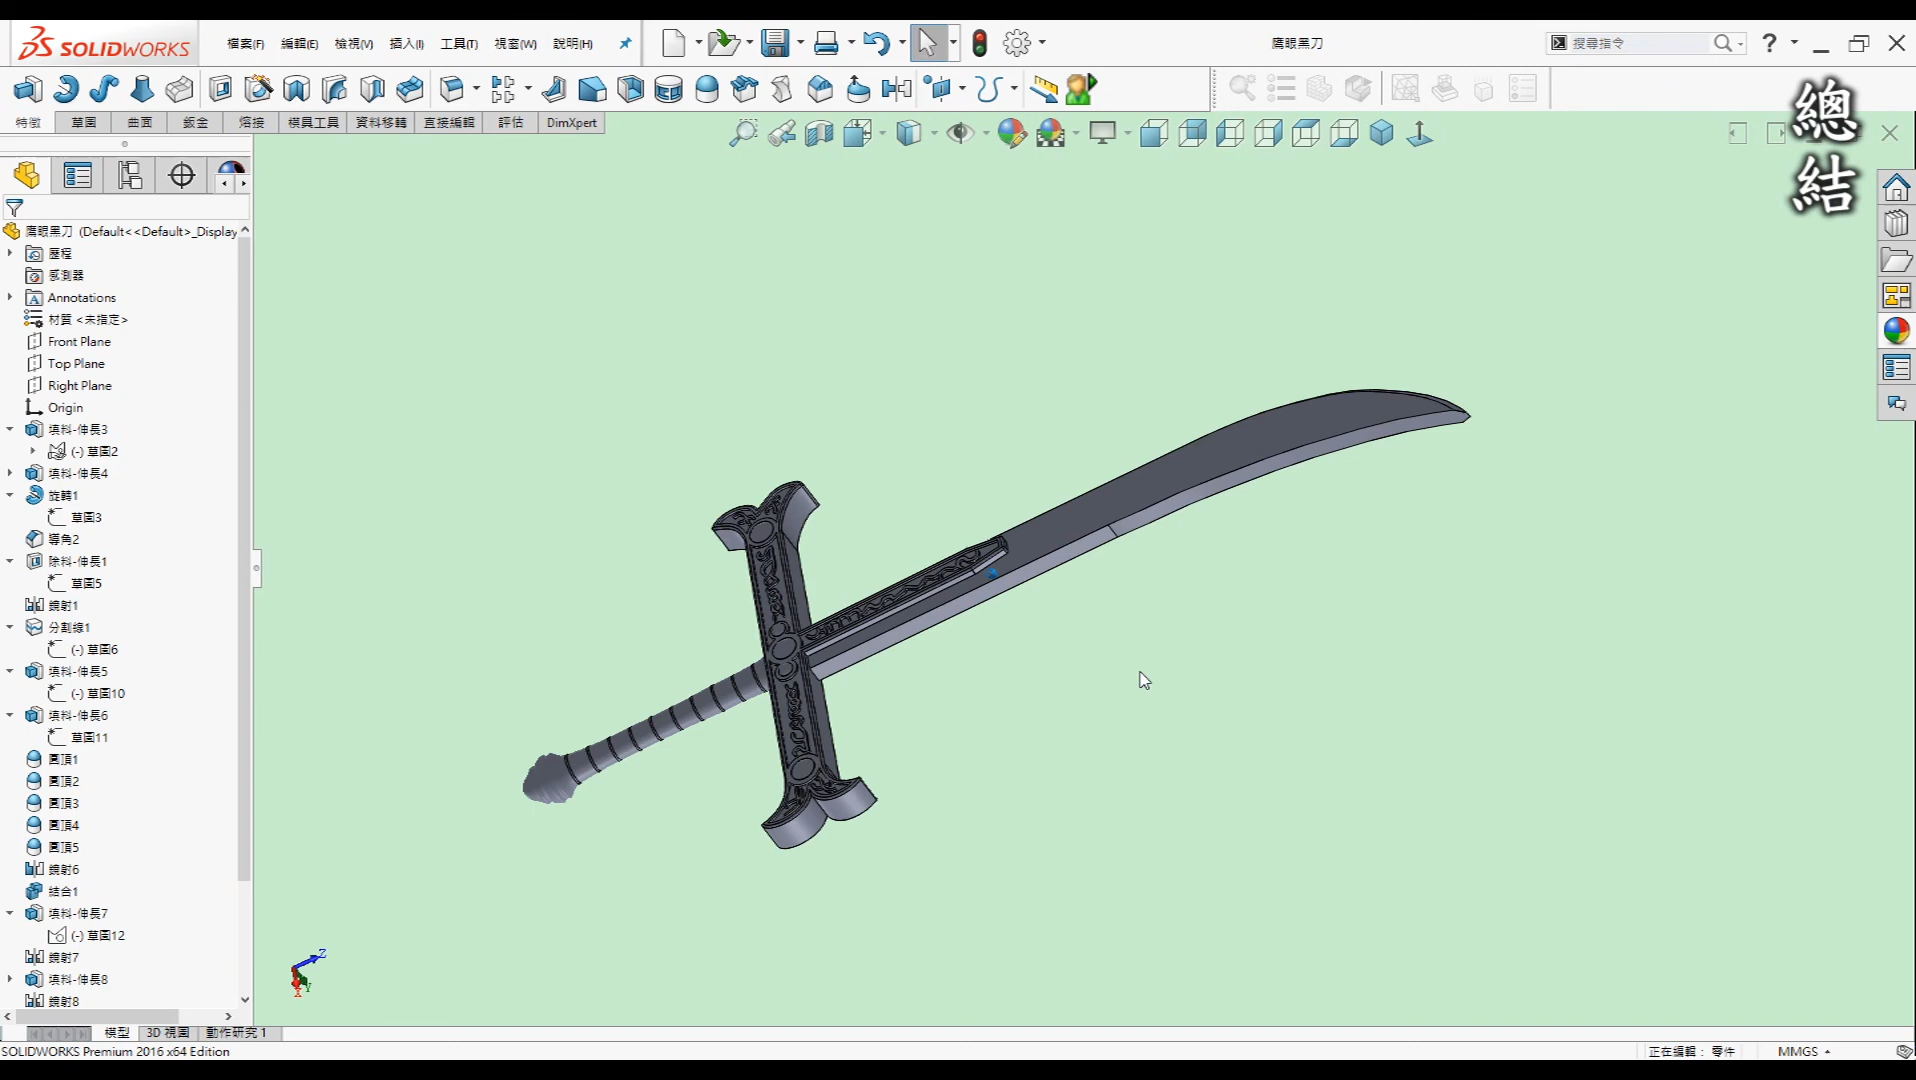 SOLIDWORKS
檔案(F) 編輯(E) 檢視(V) 插入(I) 工具(T) 視窗(W) 說明(H)
鷹眼黑刀
搜尋指令
?
總
結
特徵 草圖 曲面 鈑金 熔接 模具工具 資料移轉 直接編輯 評估 DimXpert
鷹眼黑刀 (Default<<Default>_Display
歷程
感測器
Annotations
材質 <未指定>
Front Plane
Top Plane
Right Plane
Origin
填料-伸長3
(-) 草圖2
填料-伸長4
旋轉1
草圖3
導角2
除料-伸長1
草圖5
鏡射1
分割線1
(-) 草圖6
填料-伸長5
(-) 草圖10
填料-伸長6
草圖11
圓頂1
圓頂2
圓頂3
圓頂4
圓頂5
鏡射6
結合1
填料-伸長7
(-) 草圖12
鏡射7
填料-伸長8
鏡射8
Z
Y
X
模型 3D 視圖 動作研究 1
SOLIDWORKS Premium 2016 x64 Edition
正在編輯： 零件
MMGS